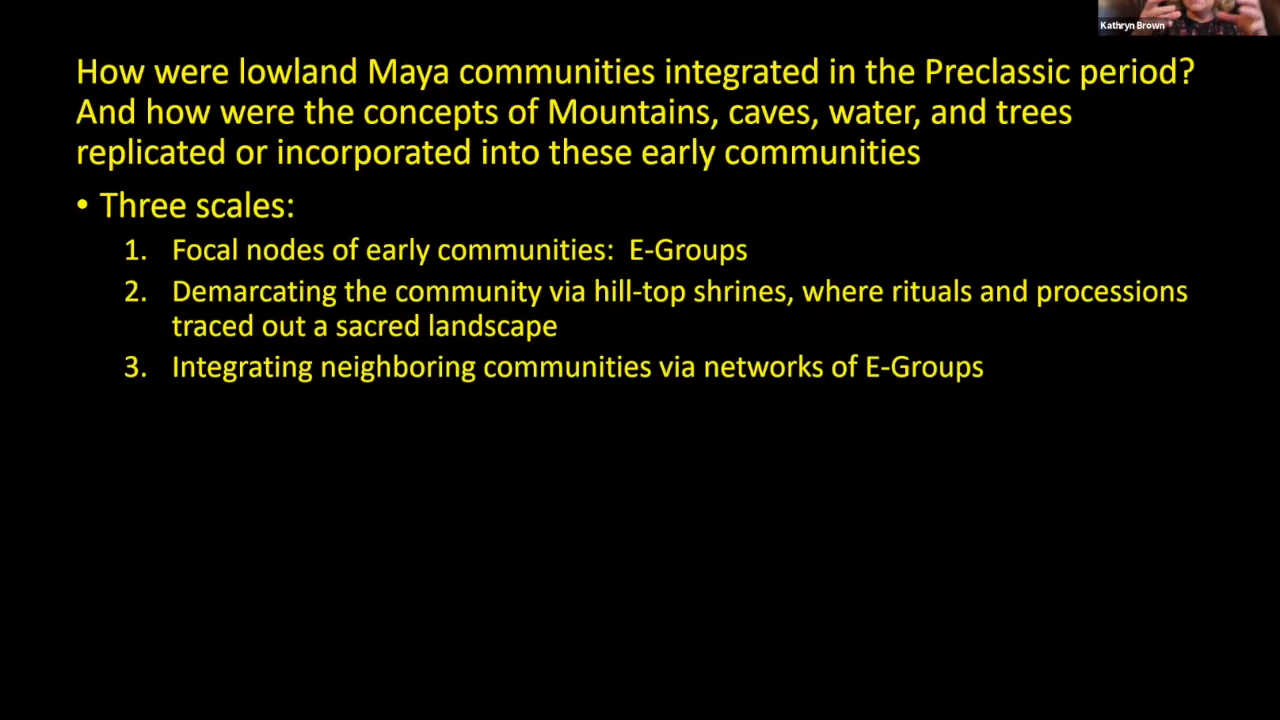 Kathryn Brown
How were lowland Maya communities integrated in the Preclassic period?
And how were the concepts of Mountains, caves, water, and trees
replicated or incorporated into these early communities
• Three scales:
1. Focal nodes of early communities: E-Groups
2. Demarcating the community via hill-top shrines, where rituals and processions
traced out a sacred landscape
3. Integrating neighboring communities via networks of E-Groups